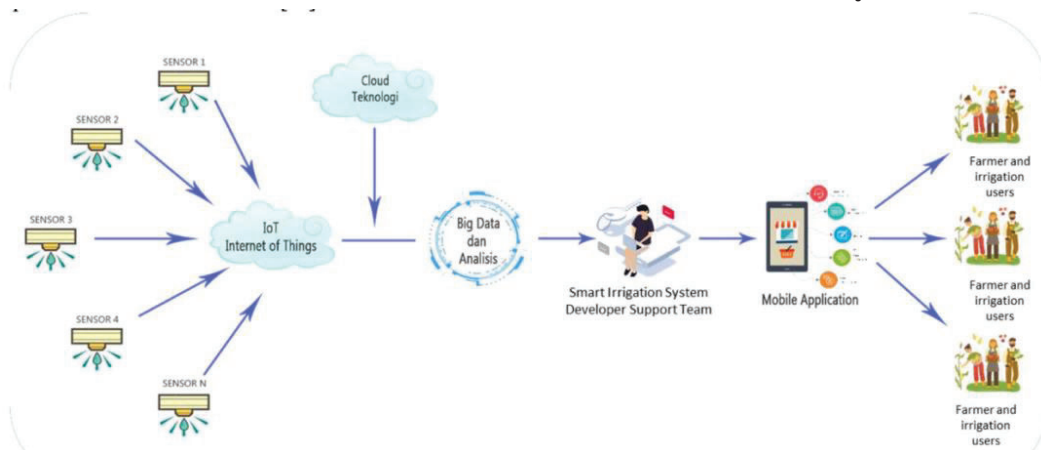 SENSOR 1
SENSOR 2
SENSOR 3
SENSOR 4
SENSOR N
IoT
Internet of Things
Cloud
Teknologi
Big Data
dan
Analisis
Smart Irrigation System
Developer Support Team
Mobile Application
Farmer and
irrigation
users
Farmer and
irrigation
users
Farmer and
irrigation
users